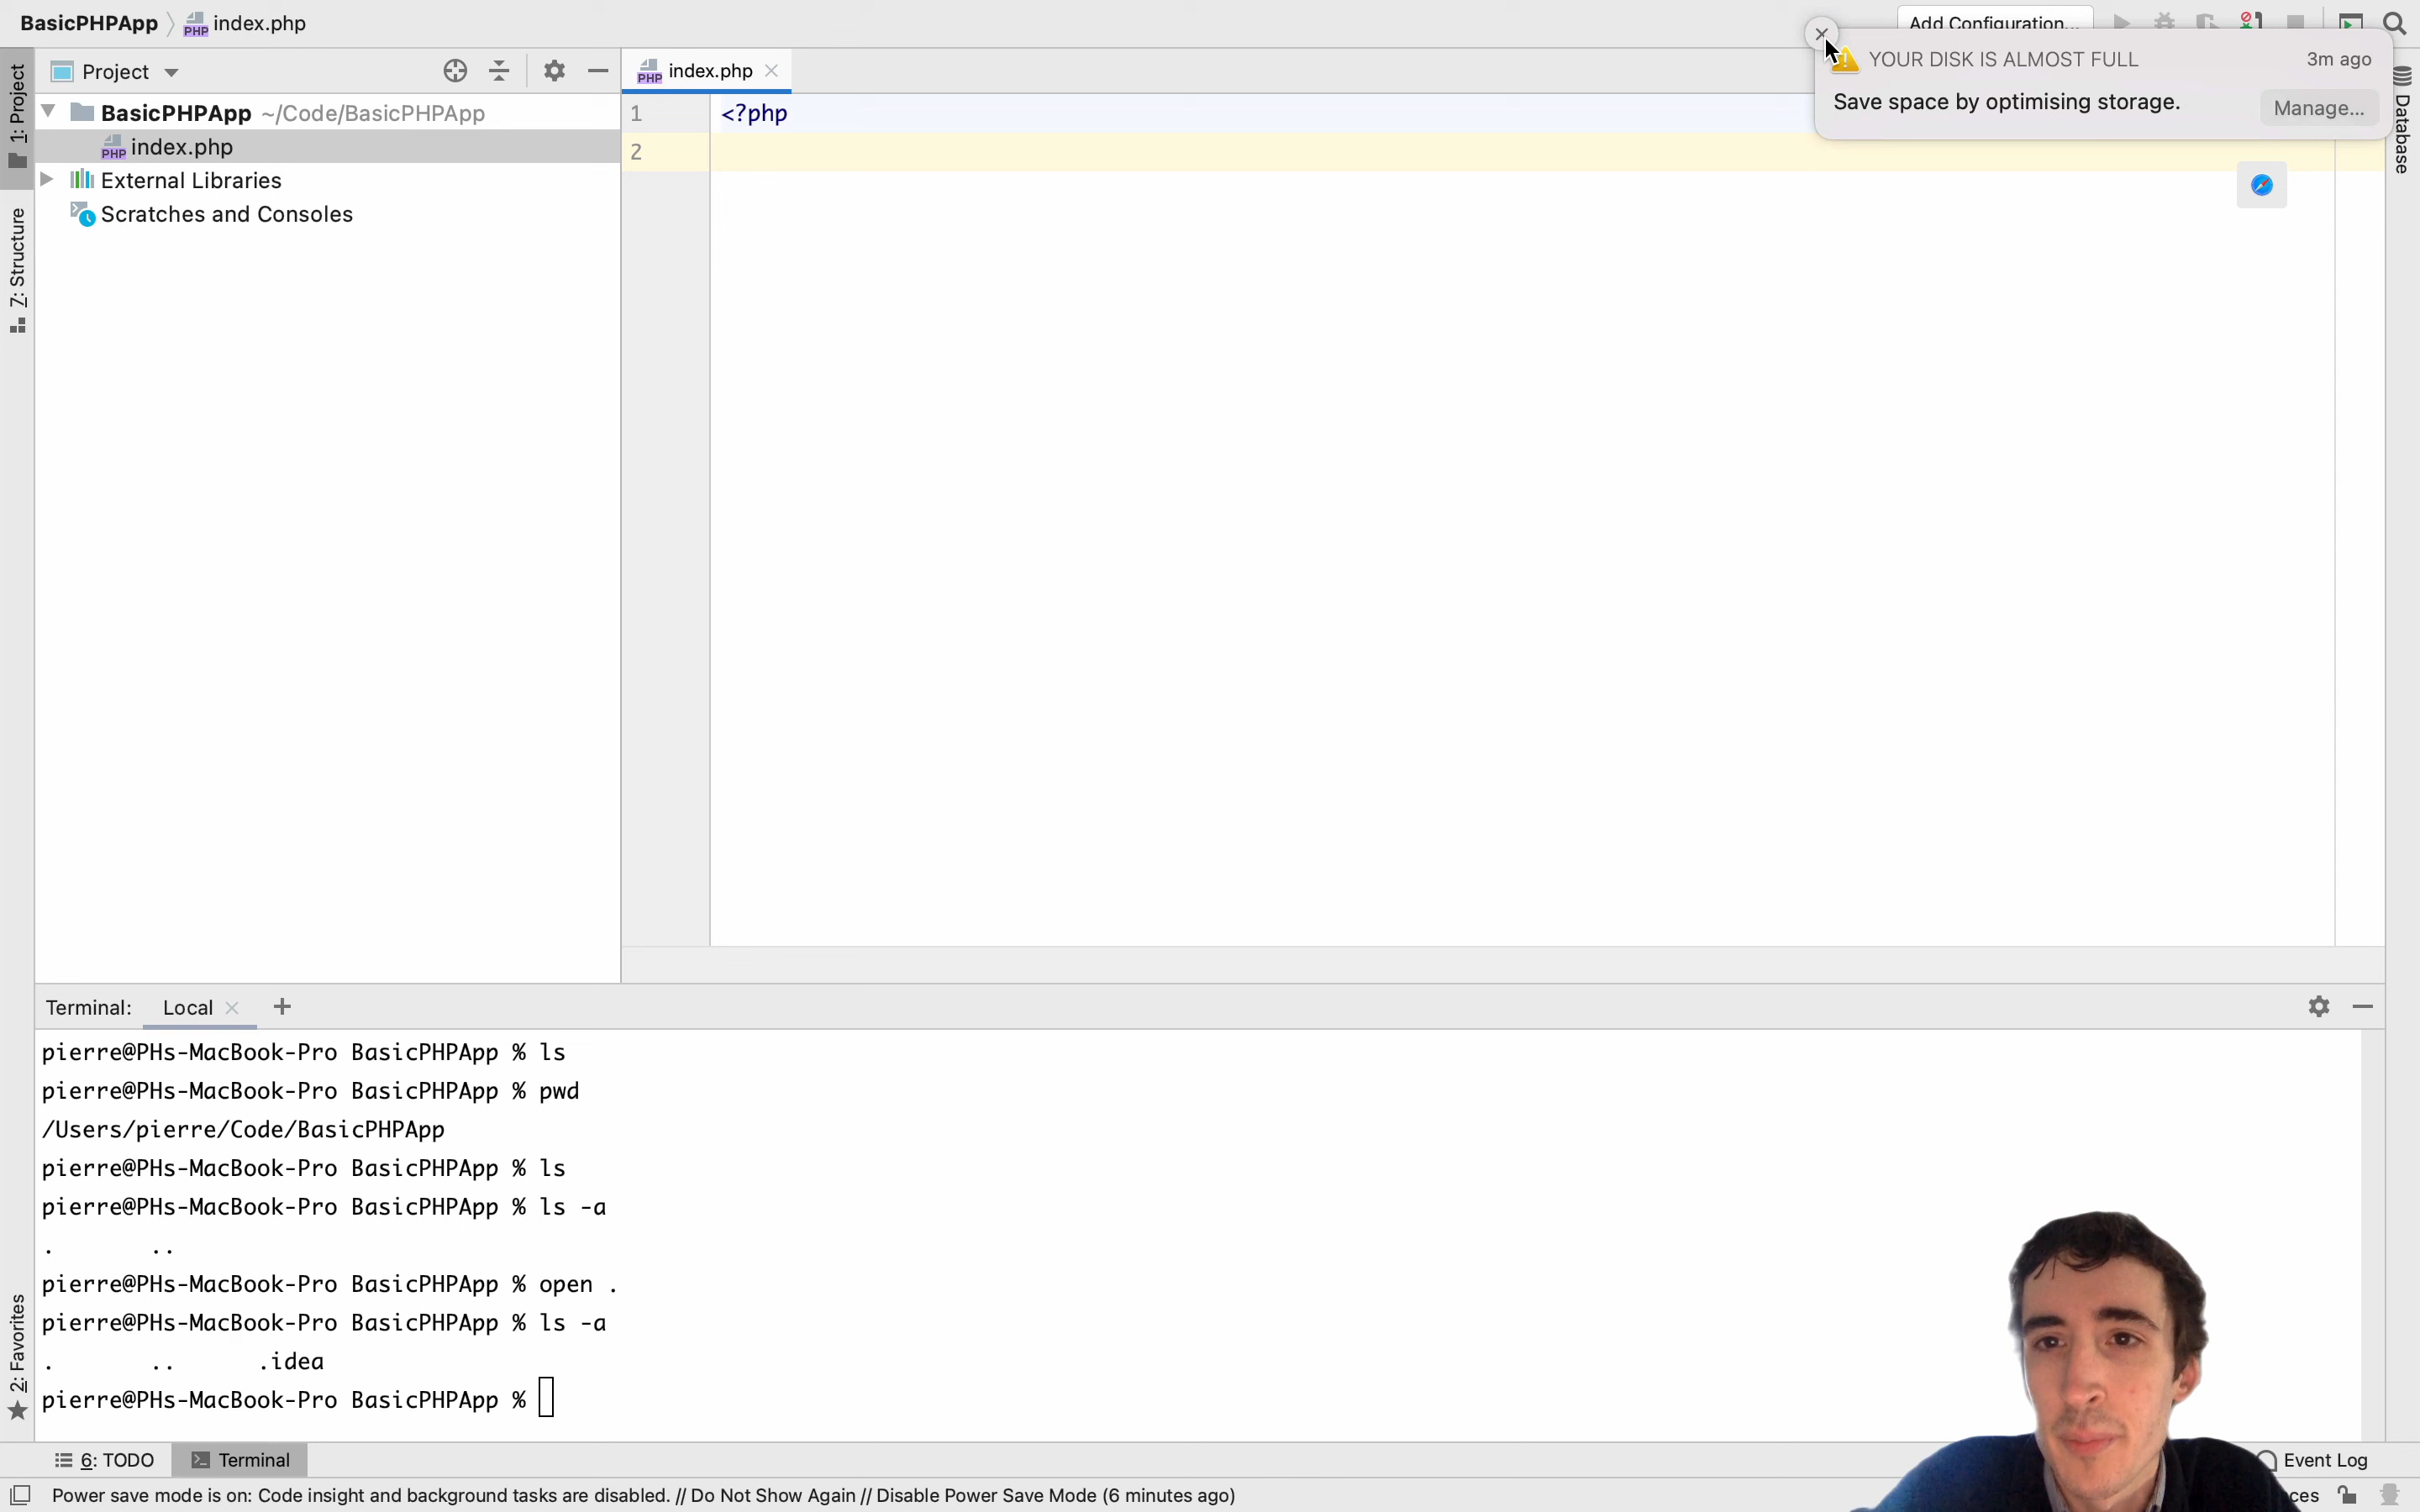 BasicPHPApp index.php
Add Configuration...
YOUR DISK IS ALMOST FULL 3m ago
Save space by optimising storage. Manage...
1: Project
Project
index.php
BasicPHPApp ~/Code/BasicPHPApp
index.php
External Libraries
Scratches and Consoles
7: Structure
2: Favorites
Database
1 <?php
2
Terminal: Local
pierre@PHs-MacBook-Pro BasicPHPApp % ls
pierre@PHs-MacBook-Pro BasicPHPApp % pwd
/Users/pierre/Code/BasicPHPApp
pierre@PHs-MacBook-Pro BasicPHPApp % ls
pierre@PHs-MacBook-Pro BasicPHPApp % ls -a
. ..
pierre@PHs-MacBook-Pro BasicPHPApp % open .
pierre@PHs-MacBook-Pro BasicPHPApp % ls -a
. .. .idea
pierre@PHs-MacBook-Pro BasicPHPApp %
6: TODO Terminal Event Log
Power save mode is on: Code insight and background tasks are disabled. // Do Not Show Again // Disable Power Save Mode (6 minutes ago)